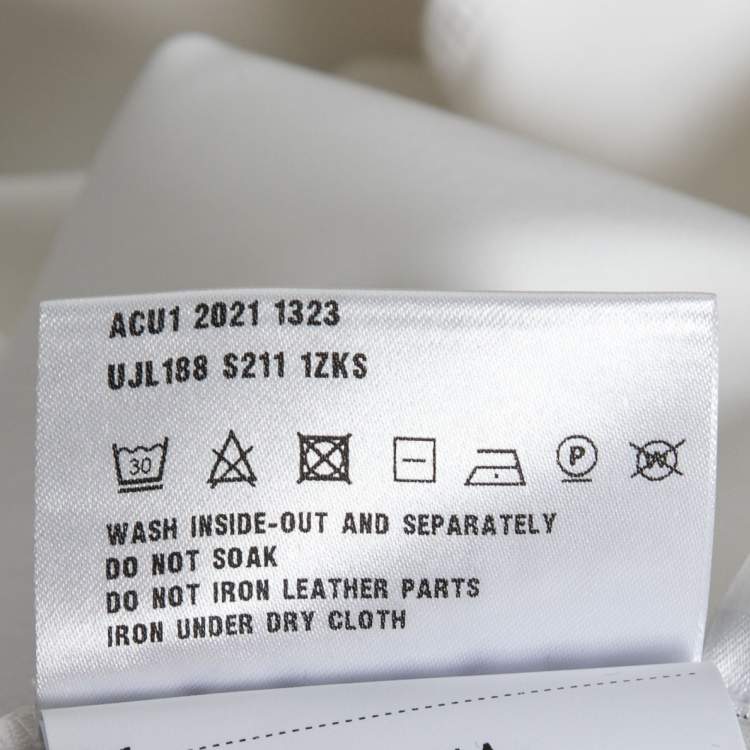 ACU1 2021 1323
UJL188 S211 1ZKS
30 P W
WASH INSIDE-OUT AND SEPARATELY
DO NOT SOAK
DO NOT IRON LEATHER PARTS
IRON UNDER DRY CLOTH